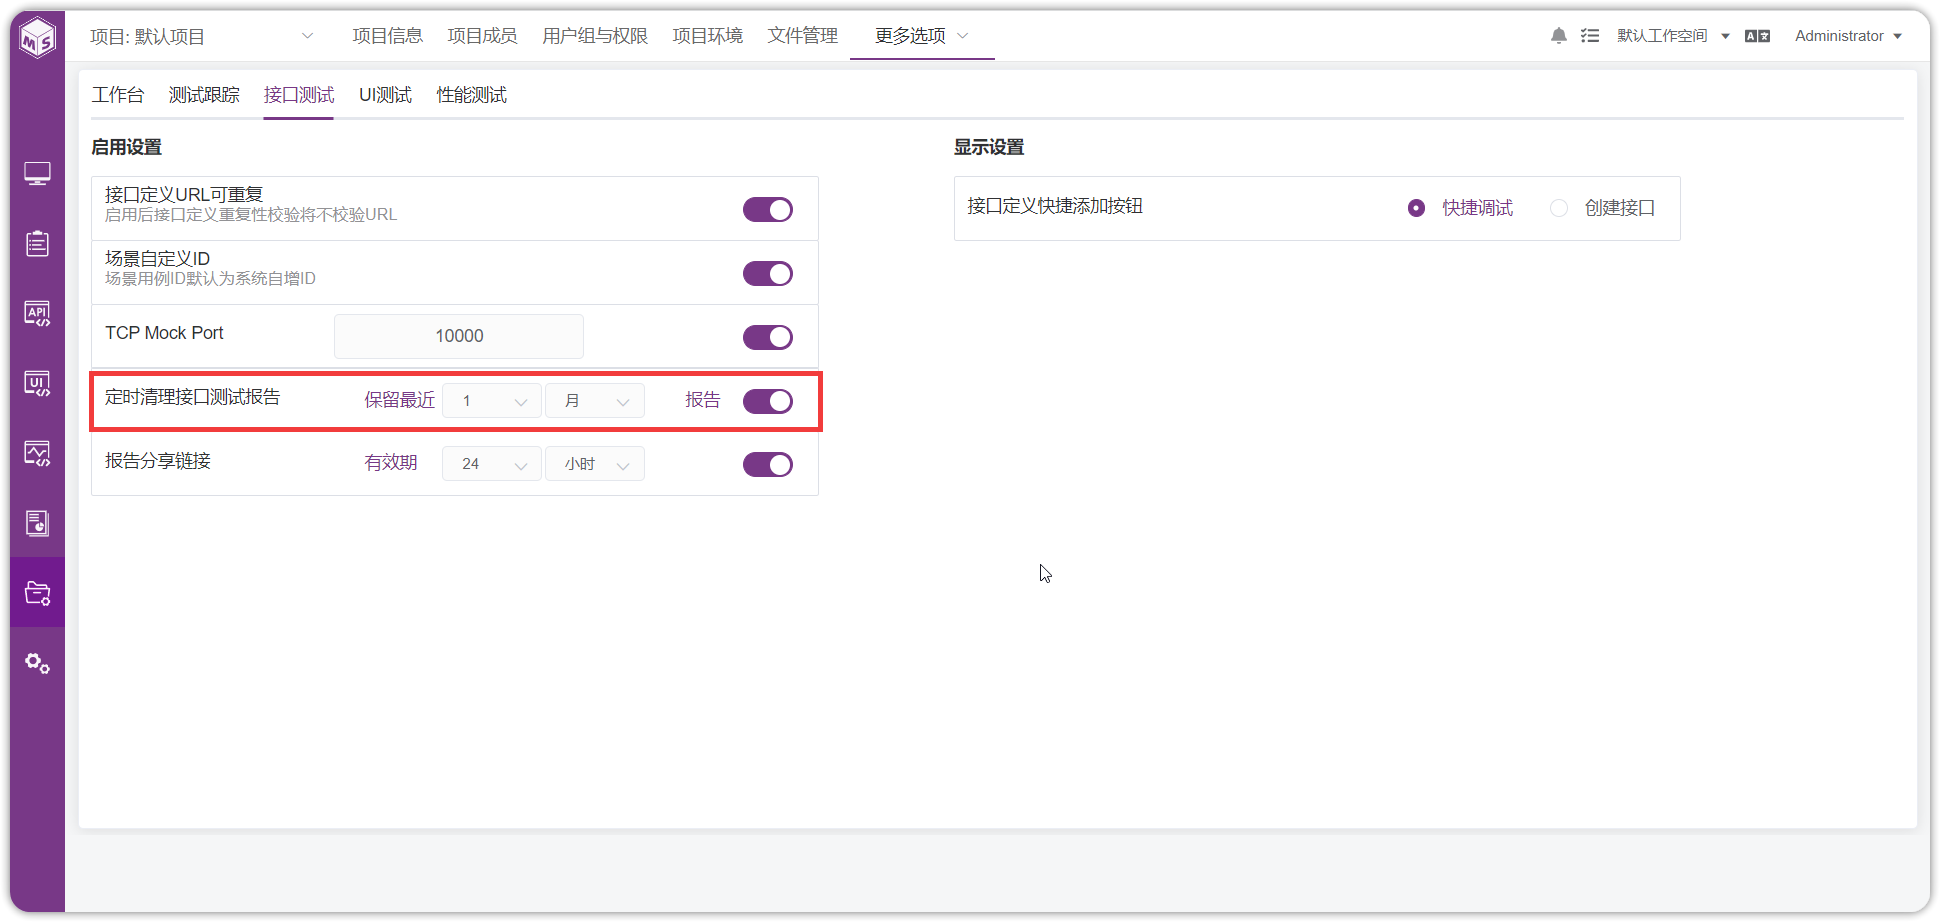 项目: 默认项目 项目信息 项目成员 用户组与权限 项目环境 文件管理 更多选项 默认工作空间 Administrator
工作台 测试跟踪 接口测试 UI测试 性能测试
启用设置
接口定义URL可重复
启用后接口定义重复性校验将不校验URL
场景自定义ID
场景用例ID默认为系统自增ID
TCP Mock Port 10000
定时清理接口测试报告 保留最近 1 月 报告
报告分享链接 有效期 24 小时
显示设置
接口定义快捷添加按钮 快捷调试 创建接口
MS
API
UI
A文